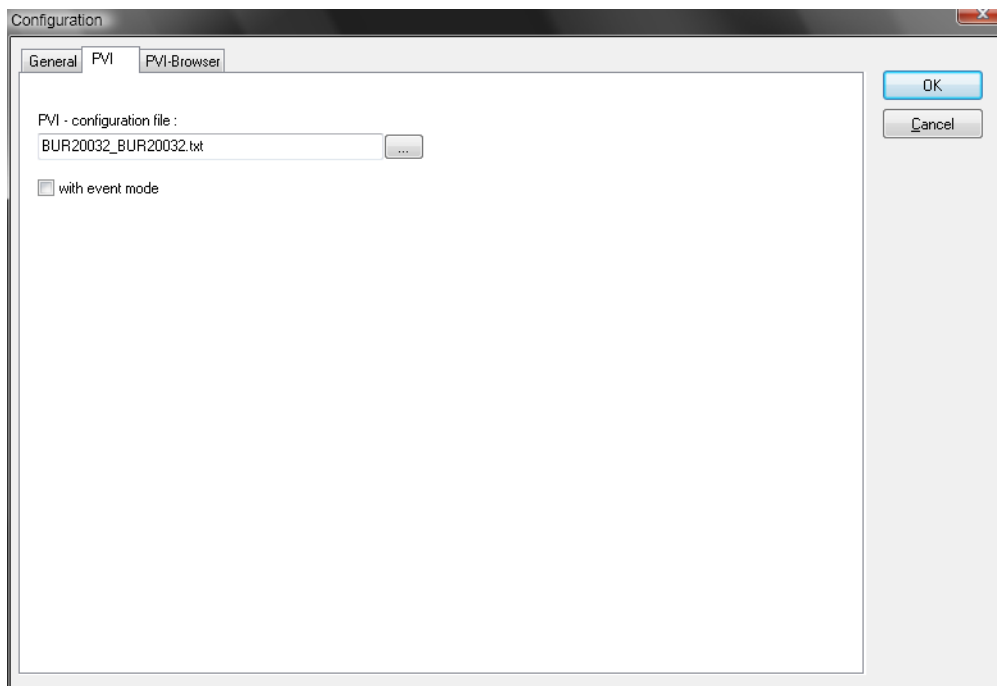 Configuration
General PVI PVI-Browser
OK
Cancel
PVI - configuration file :
BUR20032_BUR20032.txt ...
with event mode